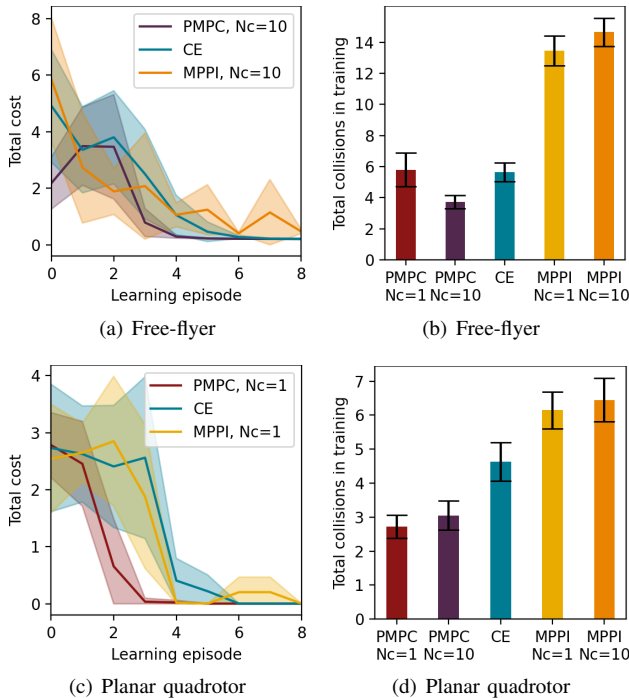 PMPC, Nc=10
CE
MPPI, Nc=10
Total cost
8
6
4
2
0
0 2 4 6 8
Learning episode
(a) Free-flyer
Total collisions in training
14
12
10
8
6
4
2
0
PMPC PMPC CE MPPI MPPI
Nc=1 Nc=10 Nc=1 Nc=10
(b) Free-flyer
PMPC, Nc=1
CE
MPPI, Nc=1
Total cost
4
3
2
1
0
0 2 4 6 8
Learning episode
(c) Planar quadrotor
Total collisions in training
7
6
5
4
3
2
1
0
PMPC PMPC CE MPPI MPPI
Nc=1 Nc=10 Nc=1 Nc=10
(d) Planar quadrotor